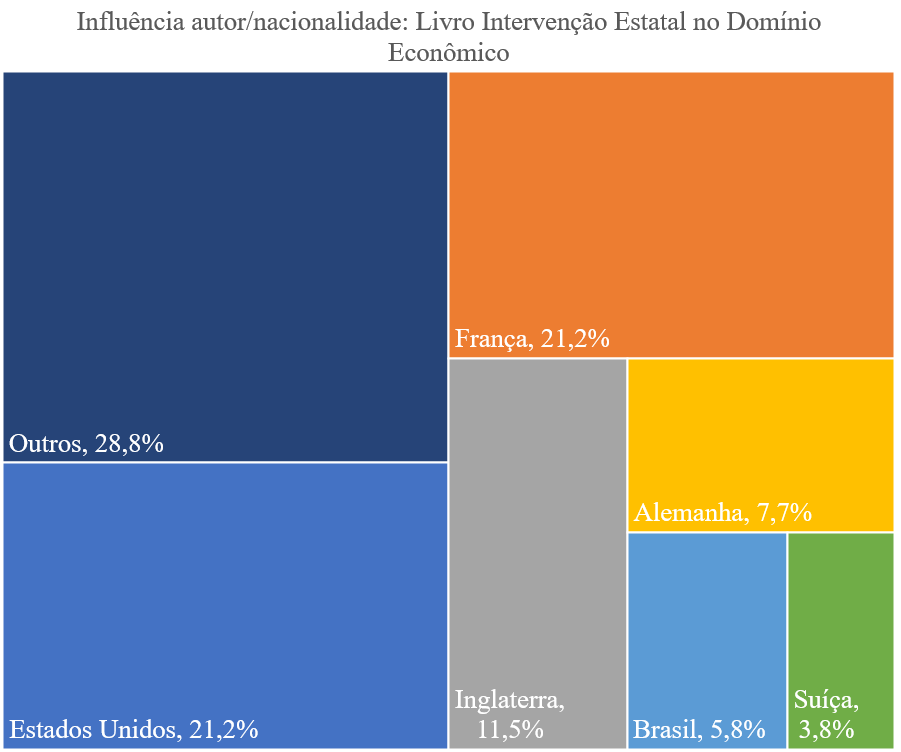 Influência autor/nacionalidade: Livro Intervenção Estatal no Domínio
Econômico
Outros, 28,8%
França, 21,2%
Estados Unidos, 21,2%
Inglaterra,
11,5%
Alemanha, 7,7%
Brasil, 5,8%
Suíça,
3,8%